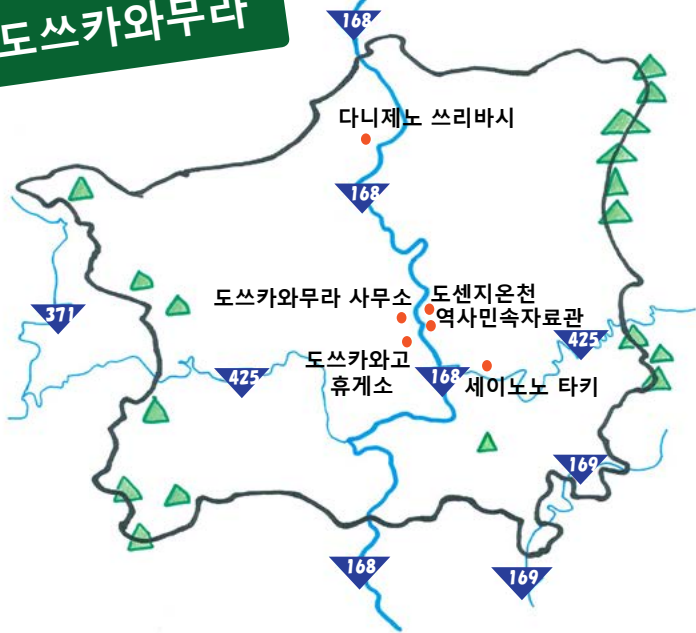 도쓰카와무라
168
다니제노 쓰리바시
168
도쓰카와무라 사무소
도센지온천
역사민속자료관
371
425
도쓰카와고
휴게소
168
세이노노 타키
425
169
168
169